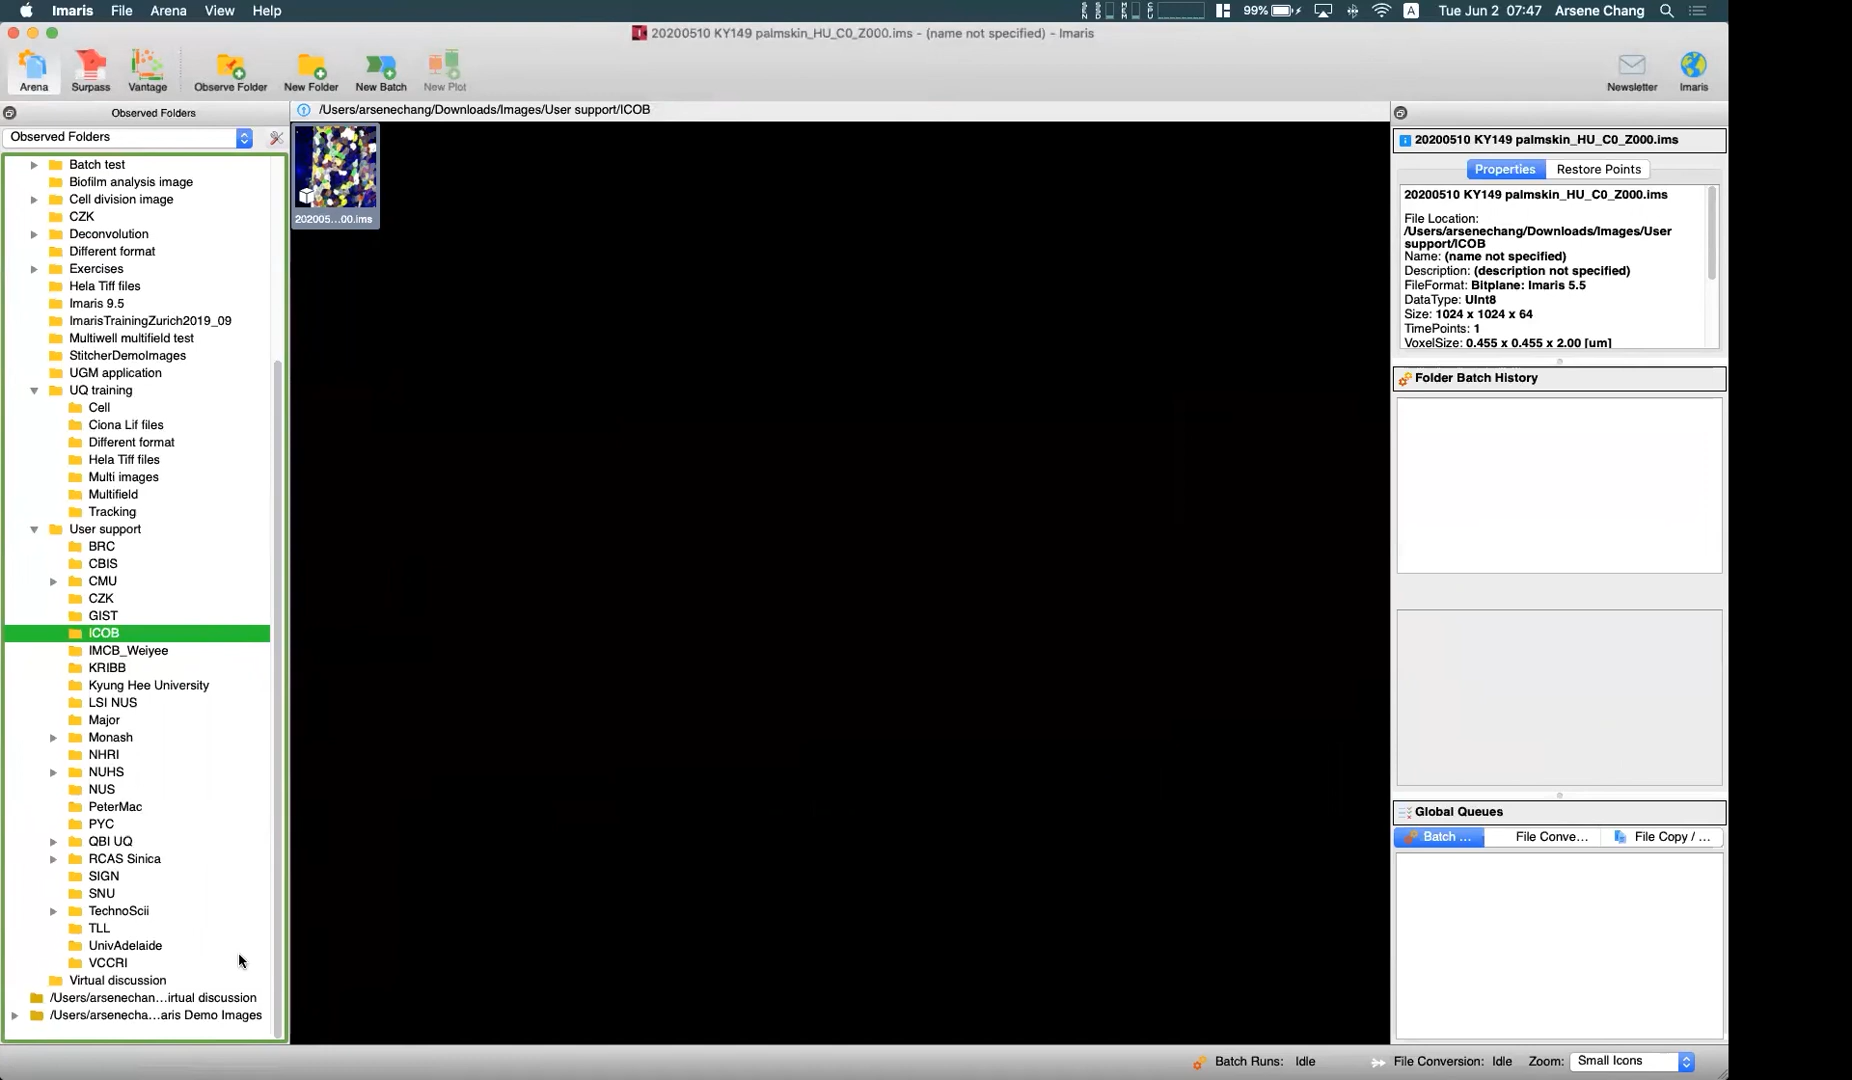 Imaris File Arena View Help
99% A Tue Jun 2 07:47 Arsene Chang
20200510 KY149 palmskin_HU_C0_Z000.ims - (name not specified) - Imaris
Arena Surpass Vantage Observe Folder New Folder New Batch New Plot Newsletter Imaris
Observed Folders
Observed Folders
Batch test
Biofilm analysis image
Cell division image
CZK
Deconvolution
Different format
Exercises
Hela Tiff files
Imaris 9.5
ImarisTrainingZurich2019_09
Multiwell multifield test
StitcherDemoImages
UGM application
UQ training
Cell
Ciona Lif files
Different format
Hela Tiff files
Multi images
Multifield
Tracking
User support
BRC
CBIS
CMU
CZK
GIST
ICOB
IMCB_Weiyee
KRIBB
Kyung Hee University
LSI NUS
Major
Monash
NHRI
NUHS
NUS
PeterMac
PYC
QBI UQ
RCAS Sinica
SIGN
SNU
TechnoScii
TLL
UnivAdelaide
VCCRI
Virtual discussion
/Users/arsenechan...irtual discussion
/Users/arsenecha...aris Demo Images
/Users/arsenechang/Downloads/Images/User support/ICOB
202005...00.ims
20200510 KY149 palmskin_HU_C0_Z000.ims
Properties Restore Points
20200510 KY149 palmskin_HU_C0_Z000.ims
File Location:
/Users/arsenechang/Downloads/Images/User
support/ICOB
Name: (name not specified)
Description: (description not specified)
FileFormat: Bitplane: Imaris 5.5
DataType: UInt8
Size: 1024 x 1024 x 64
TimePoints: 1
VoxelSize: 0.455 x 0.455 x 2.00 [um]
Folder Batch History
Global Queues
Batch ... File Conve... File Copy / ...
Batch Runs: Idle File Conversion: Idle Zoom: Small Icons